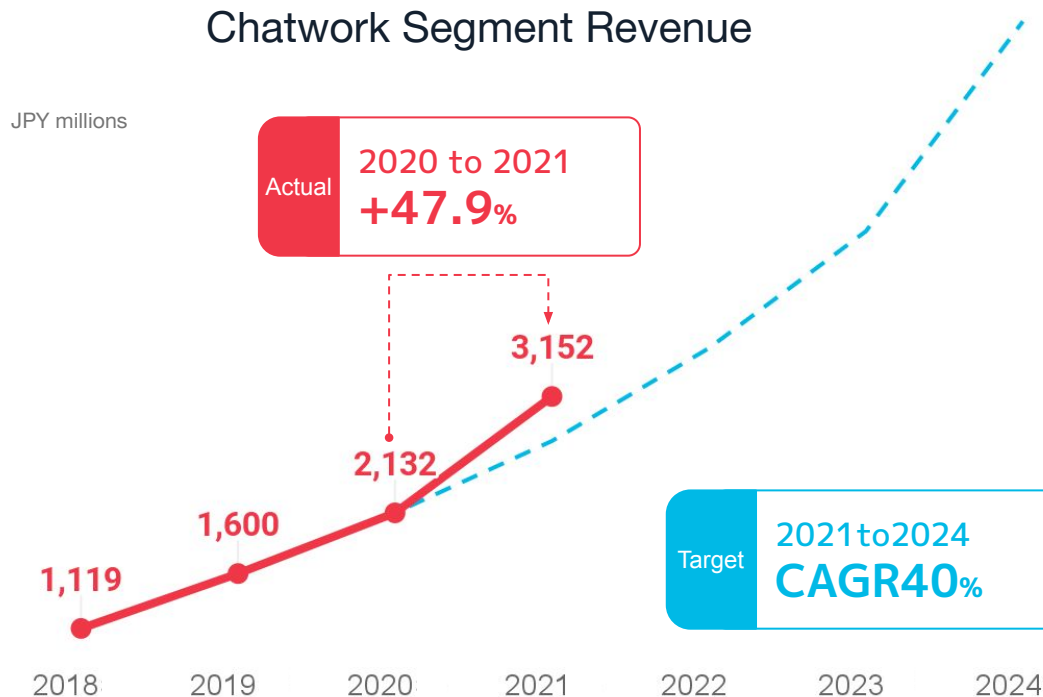 Chatwork Segment Revenue
JPY millions
Actual
2020 to 2021
+47.9%
3,152
2,132
1,600
1,119
Target
2021to2024
CAGR40%
2018 2019 2020 2021 2022 2023 2024